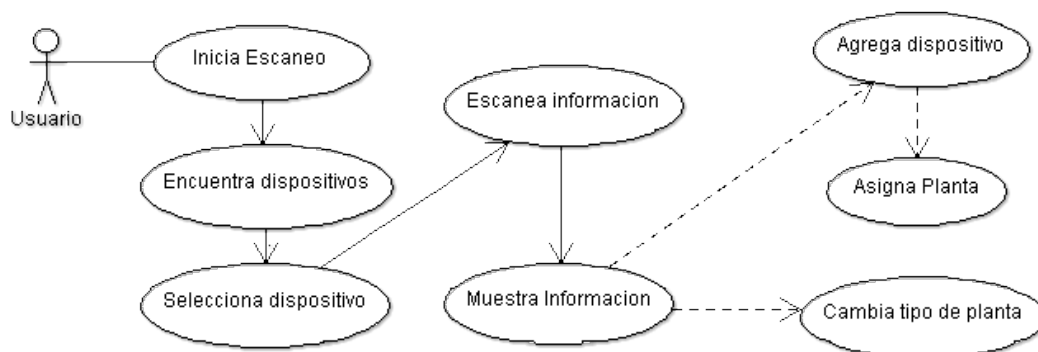 Usuario
Inicia Escaneo
Encuentra dispositivos
Selecciona dispositivo
Escanea informacion
Muestra Informacion
Agrega dispositivo
Asigna Planta
Cambia tipo de planta